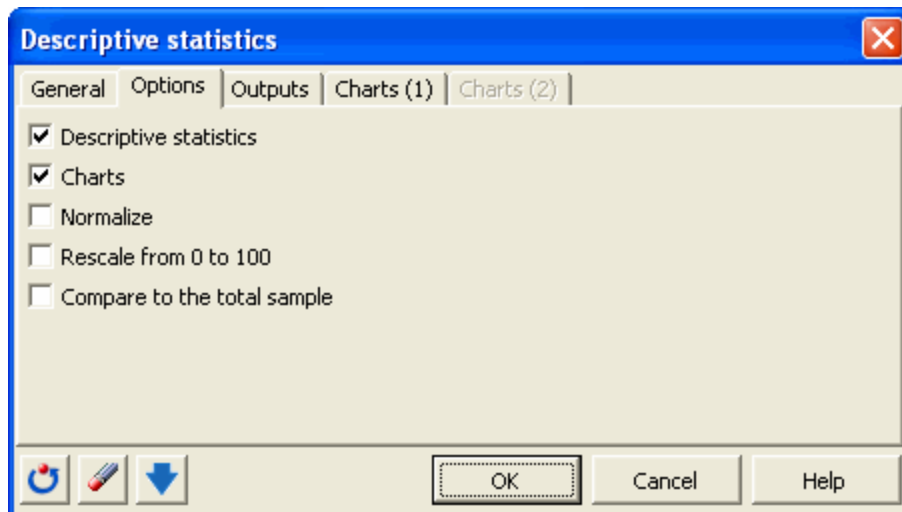 Descriptive statistics
General Options Outputs Charts (1) Charts (2)
Descriptive statistics
Charts
Normalize
Rescale from 0 to 100
Compare to the total sample
OK Cancel Help